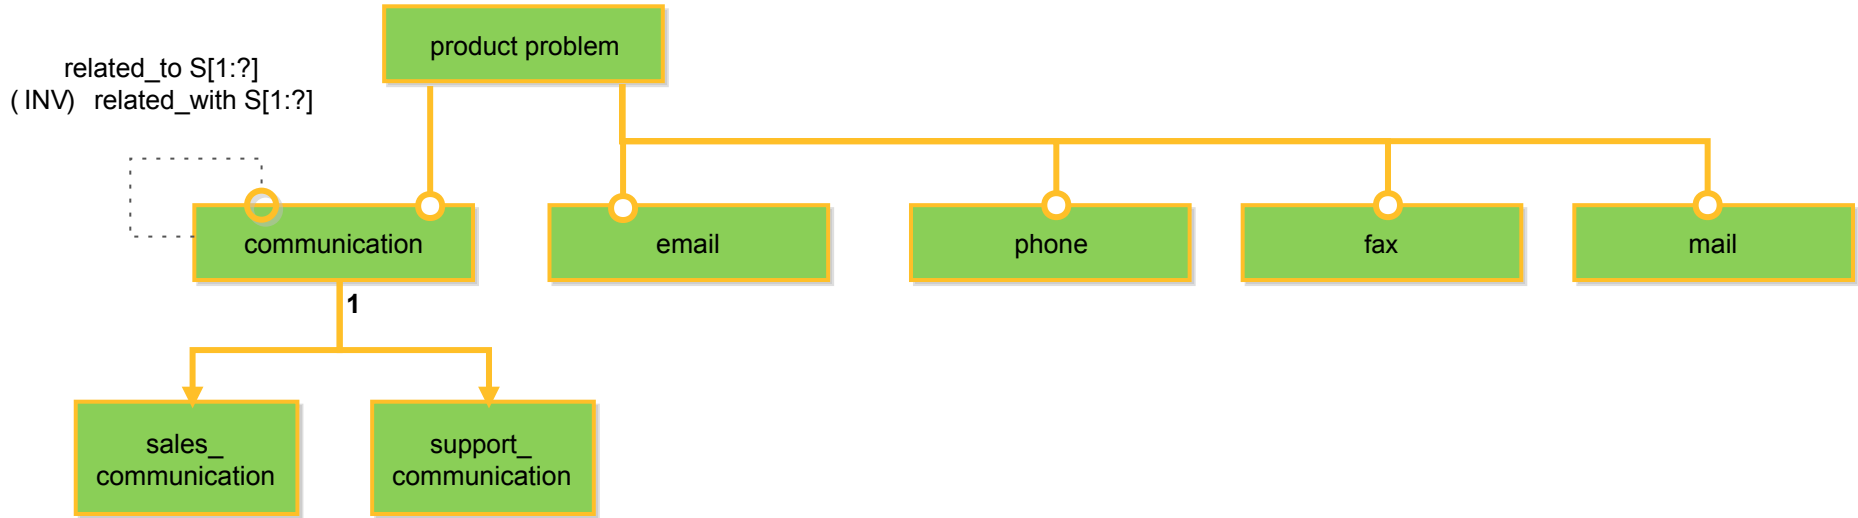 product problem
related_to S[1:?]
( INV) related_with S[1:?]
communication
email
phone
fax
mail
1
sales_
communication
support_
communication